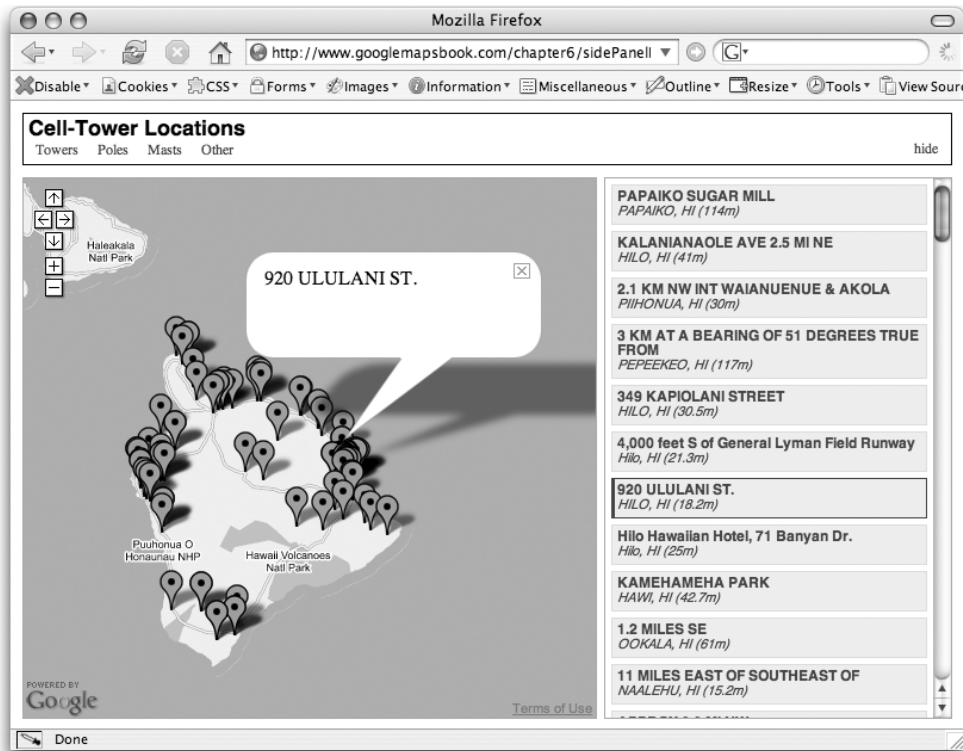 Mozilla Firefox
http://www.googlemapsbook.com/chapter6/sidePanell
G
Disable Cookies CSS Forms Images Information Miscellaneous Outline Resize Tools View Sour
Cell-Tower Locations
Towers Poles Masts Other
hide
Haleakala
Natl Park
920 ULULANI ST.
Puuhonua O
Honaunau NHP
Hawaii Volcanoes
Natl Park
POWERED BY
Google
Terms of Use
PAPAIKO SUGAR MILL
PAPAIKO, HI (114m)
KALANIANAOLE AVE 2.5 MI NE
HILO, HI (41m)
2.1 KM NW INT WAIANUENUE & AKOLA
PIIHONUA, HI (30m)
3 KM AT A BEARING OF 51 DEGREES TRUE
FROM
PEPEEKEO, HI (117m)
349 KAPIOLANI STREET
HILO, HI (30.5m)
4,000 feet S of General Lyman Field Runway
Hilo, HI (21.3m)
920 ULULANI ST.
HILO, HI (18.2m)
Hilo Hawaiian Hotel, 71 Banyan Dr.
Hilo, HI (25m)
KAMEHAMEHA PARK
HAWI, HI (42.7m)
1.2 MILES SE
OOKALA, HI (61m)
11 MILES EAST OF SOUTHEAST OF
NAALEHU, HI (15.2m)
Done